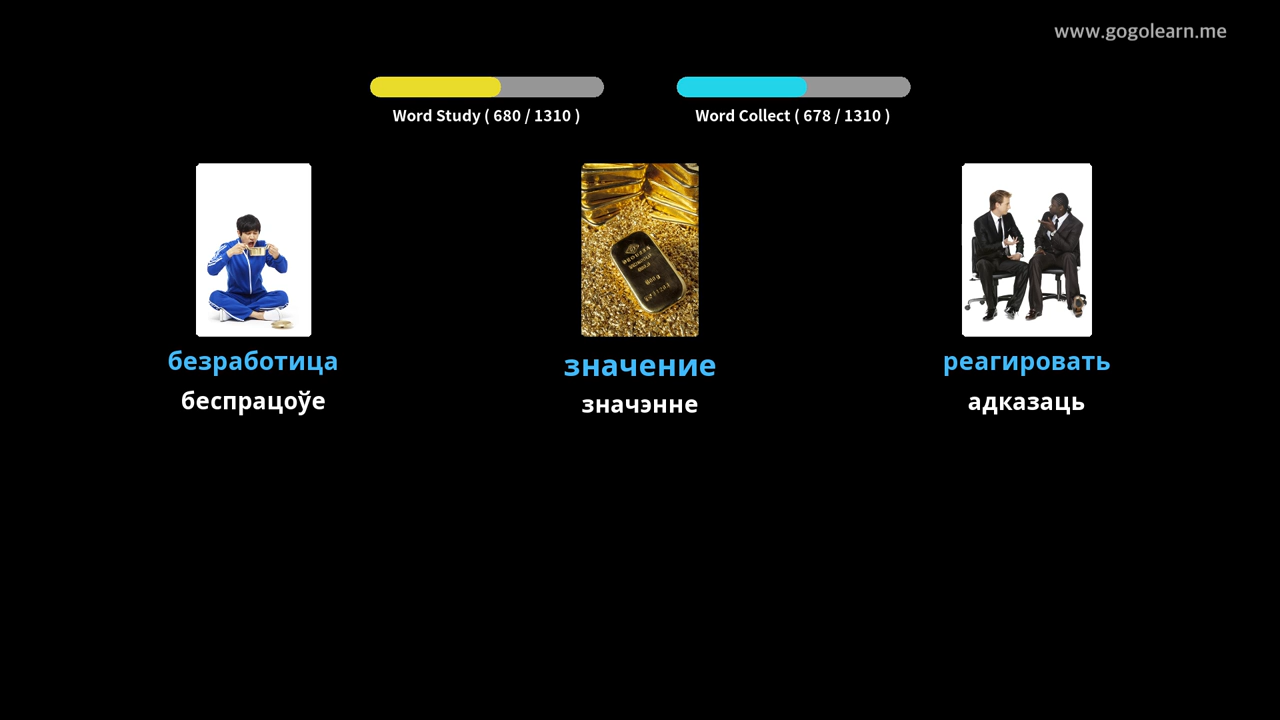 www.gogolearn.me
Word Study ( 680 / 1310 )
Word Collect ( 678 / 1310 )
безработица
значение
реагировать
беспрацоўе
значэнне
адказаць